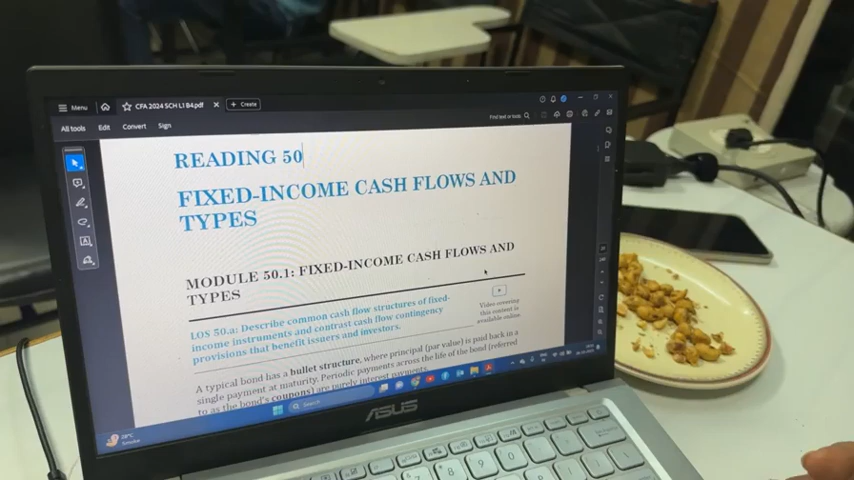 Menu
CFA 2024 SCH L1 B4.pdf
+ Create
All tools Edit Convert Sign
Find text or tools
READING 50
FIXED-INCOME CASH FLOWS AND
TYPES
MODULE 50.1: FIXED-INCOME CASH FLOWS AND
TYPES
LOS 50.a: Describe common cash flow structures of fixed-
income instruments and contrast cash flow contingency
provisions that benefit issuers and investors.
Video covering
this content is
available online.
A typical bond has a bullet structure, where principal (par value) is paid back in a
single payment at maturity. Periodic payments across the life of the bond (referred
to as the bond's coupons) are purely interest payments.
Search
ASUS